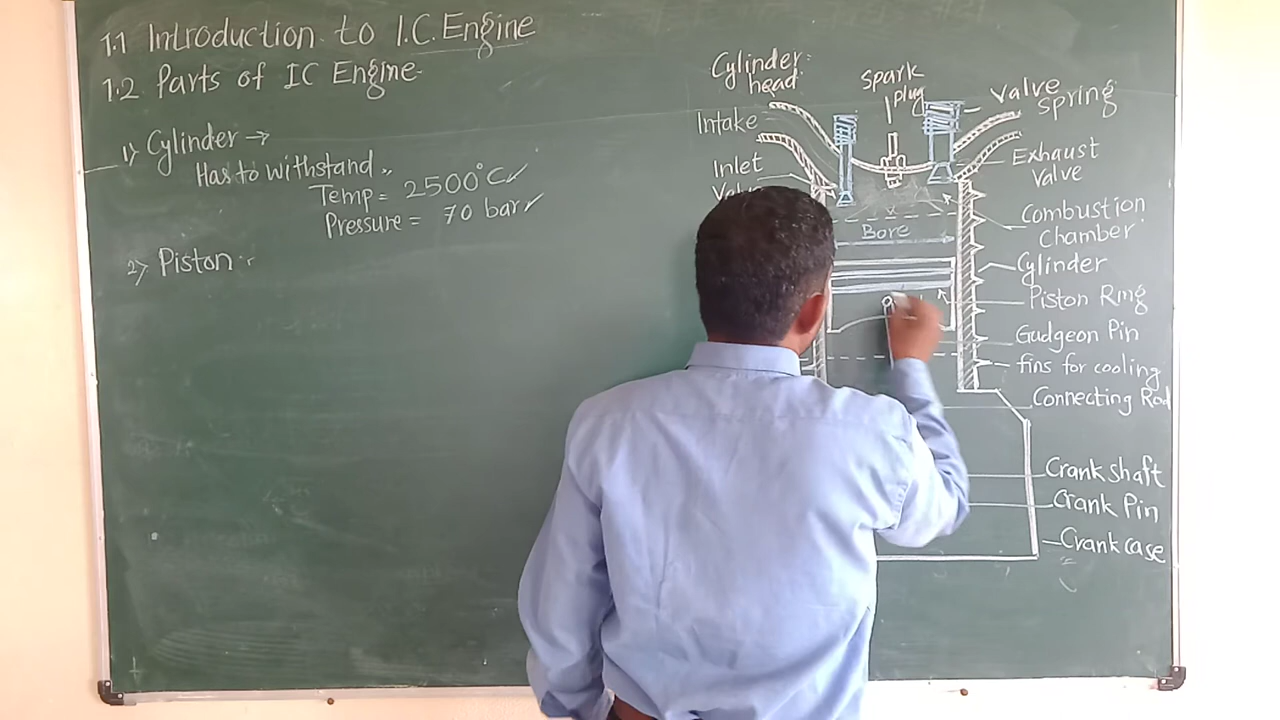 1.1 Introduction to I.C. Engine
1.2 Parts of IC Engine
1) Cylinder →
Has to withstand
Temp = 2500°C ✓
Pressure = 70 bar ✓
2) Piston
Cylinder head
Spark plug
Valve Spring
Intake
Inlet
Exhaust Valve
Combustion Chamber
Bore
Cylinder
Piston Ring
Gudgeon Pin
fins for cooling
Connecting Rod
Crank shaft
Crank Pin
Crank case